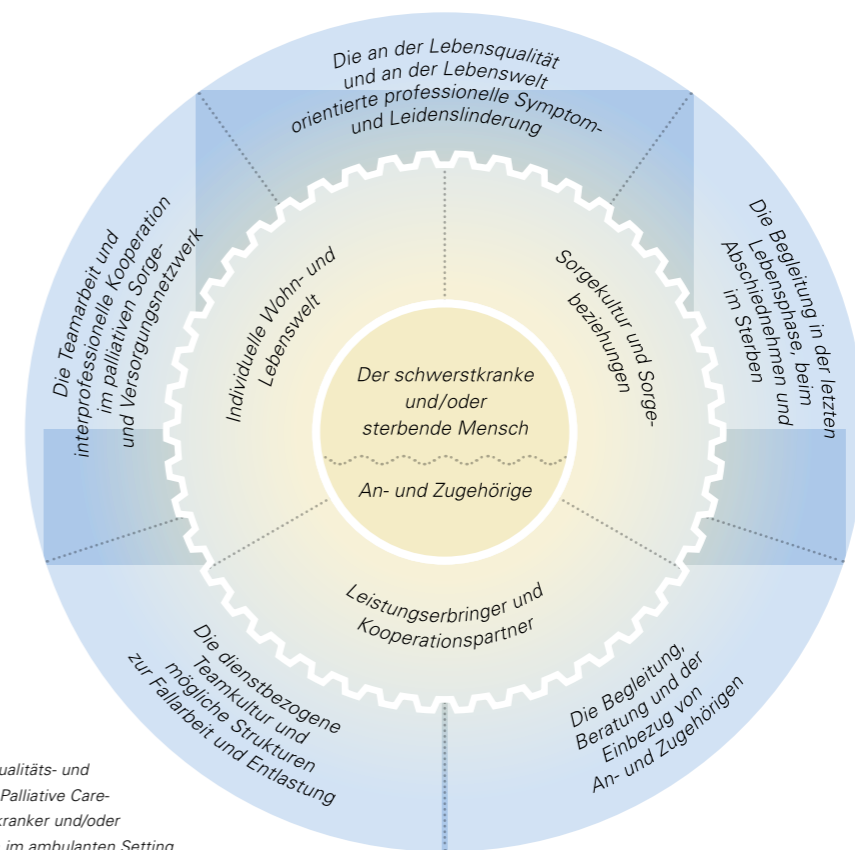 Die an der Lebensqualität
und an der Lebenswelt
orientierte professionelle Symptom-
und Leidenslinderung
Die Teamarbeit und
interprofessionelle Kooperation
im palliativen Sorge-
und Versorgungsnetzwerk
Individuelle Wohn- und
Lebenswelt
Sorgekultur und Sorge-
beziehungen
Die Begleitung in der letzten
Lebensphase, beim
Abschiednehmen und
im Sterben
Der schwerstkranke
und/oder
sterbende Mensch
An- und Zugehörige
Leistungserbringer und
Kooperationspartner
Die dienstbezogene
Teamkultur und
mögliche Strukturen
zur Fallarbeit und Entlastung
Die Begleitung,
Beratung und der
Einbezug von
An- und Zugehörigen
ualitäts- und
Palliative Care-
kranker und/oder
im ambulanten Setting